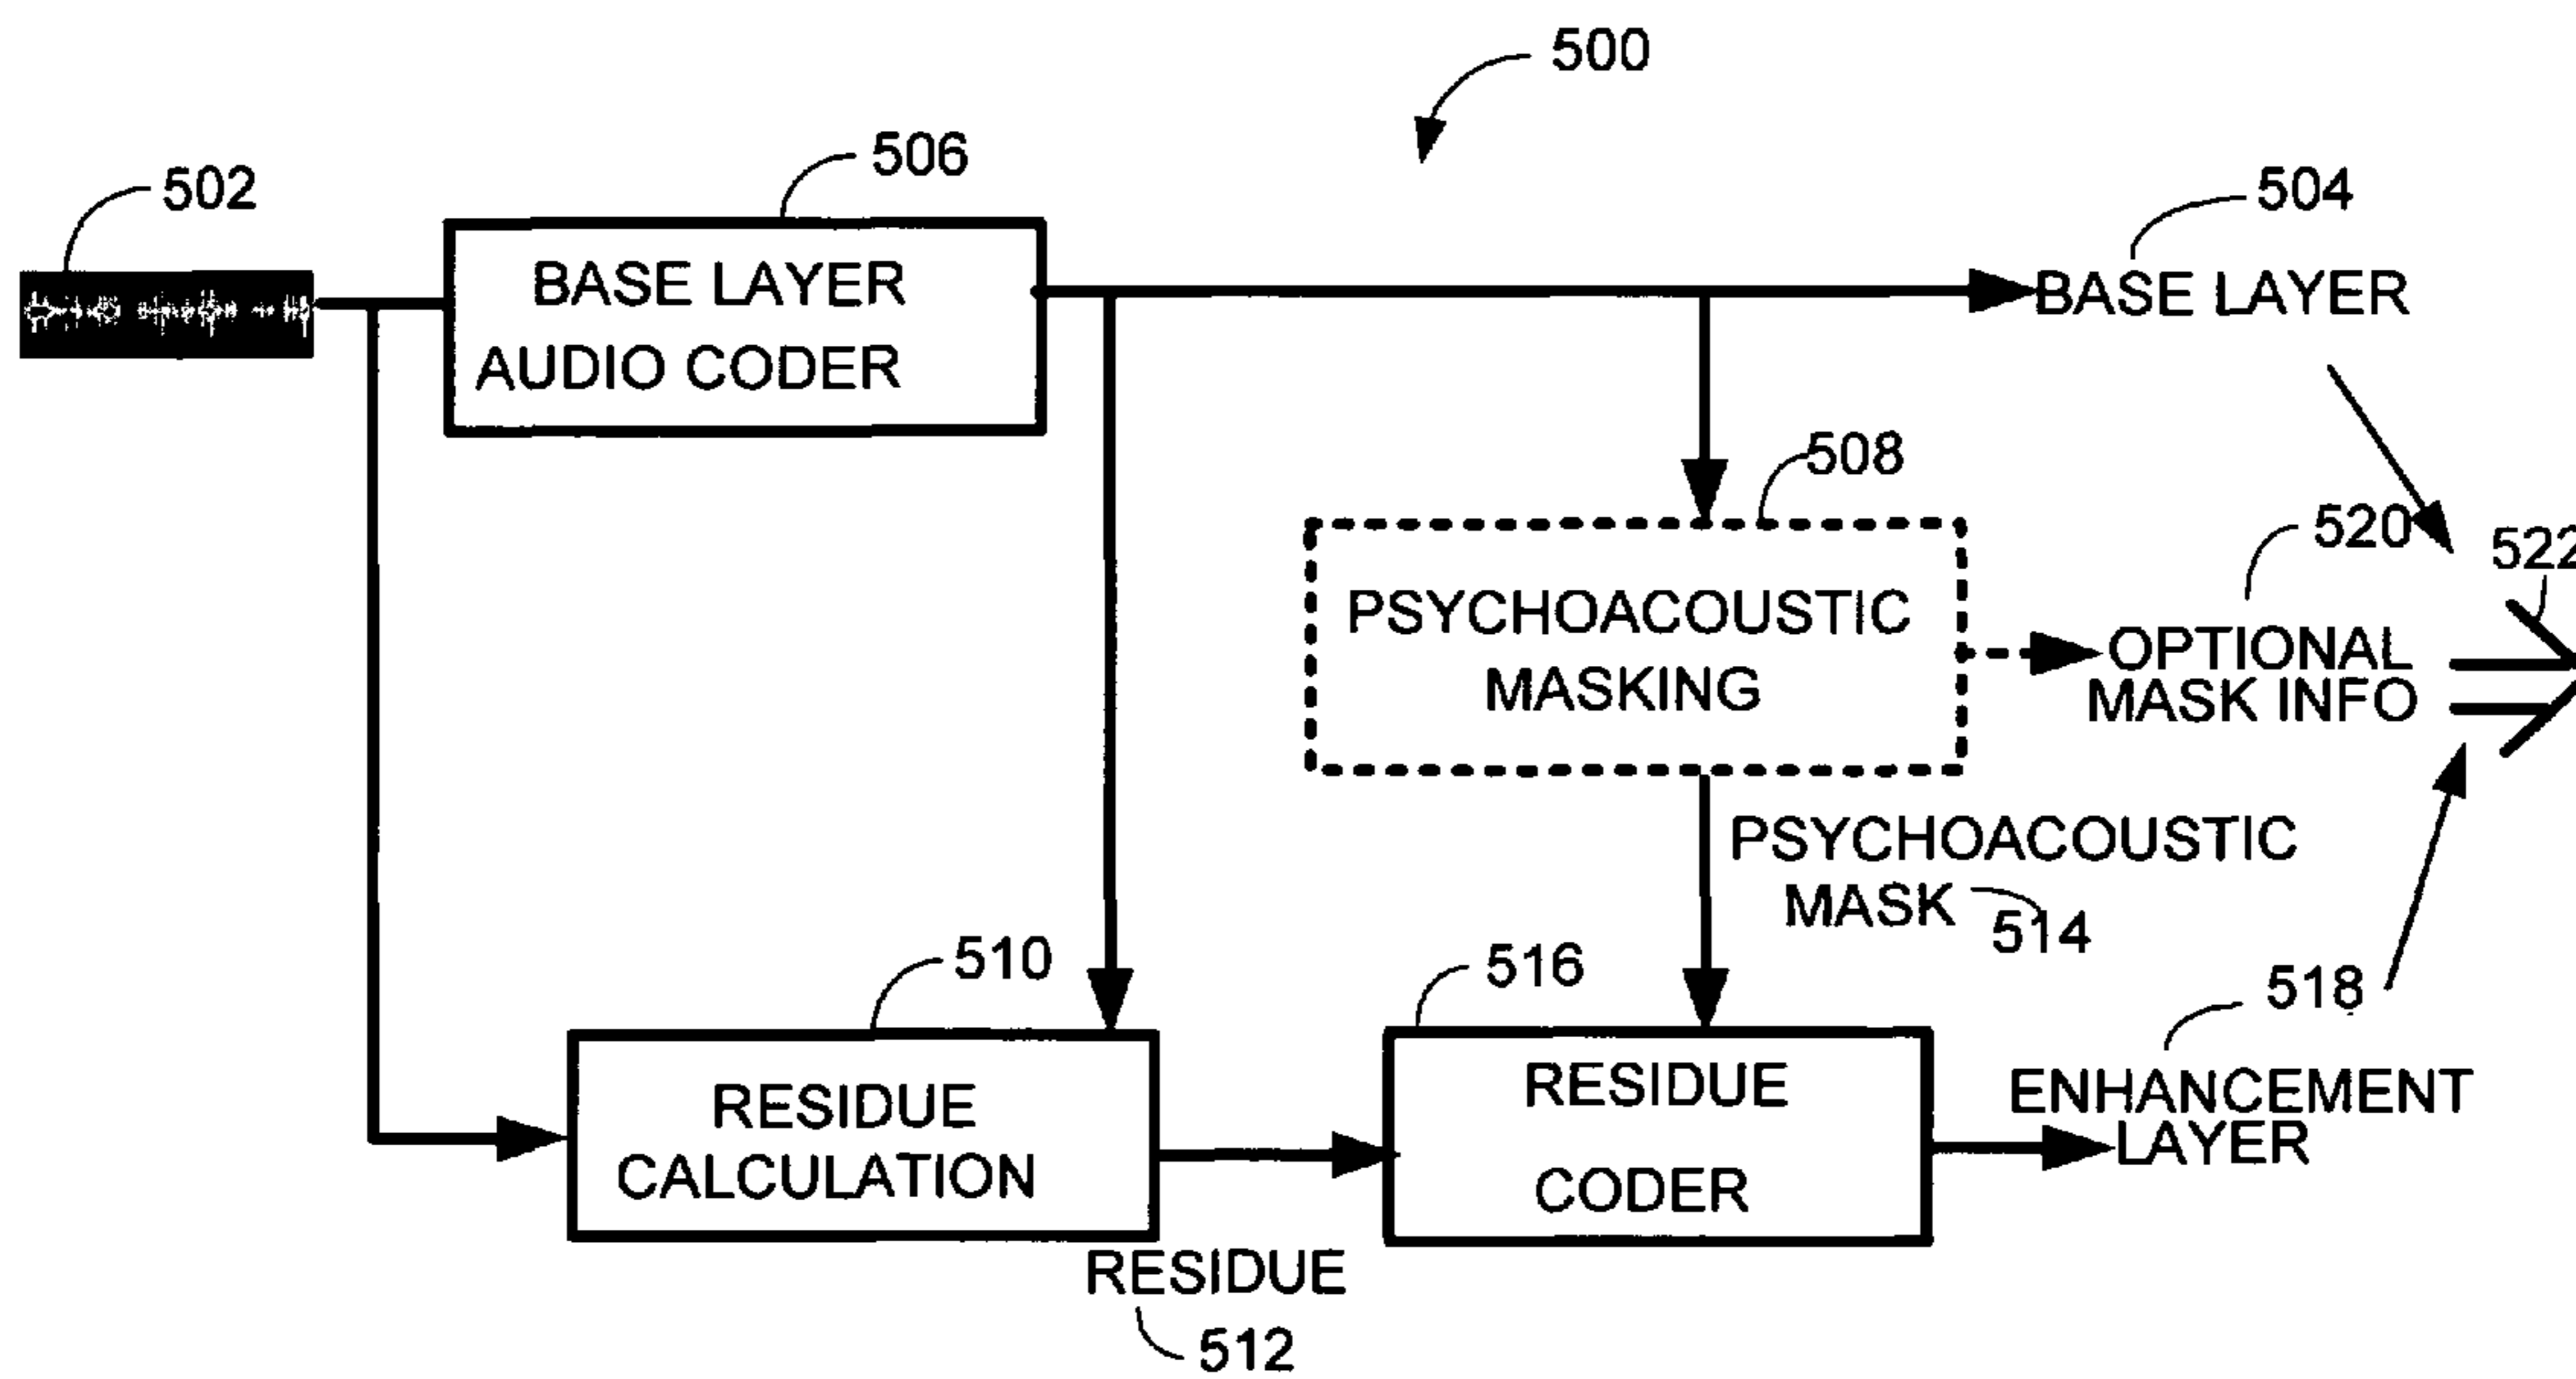 500
502
506
504
BASE LAYER
AUDIO CODER
BASE LAYER
508
520
522
PSYCHOACOUSTIC
MASKING
OPTIONAL
MASK INFO
PSYCHOACOUSTIC
MASK
514
510
516
518
RESIDUE
CALCULATION
RESIDUE
CODER
ENHANCEMENT
LAYER
RESIDUE
512